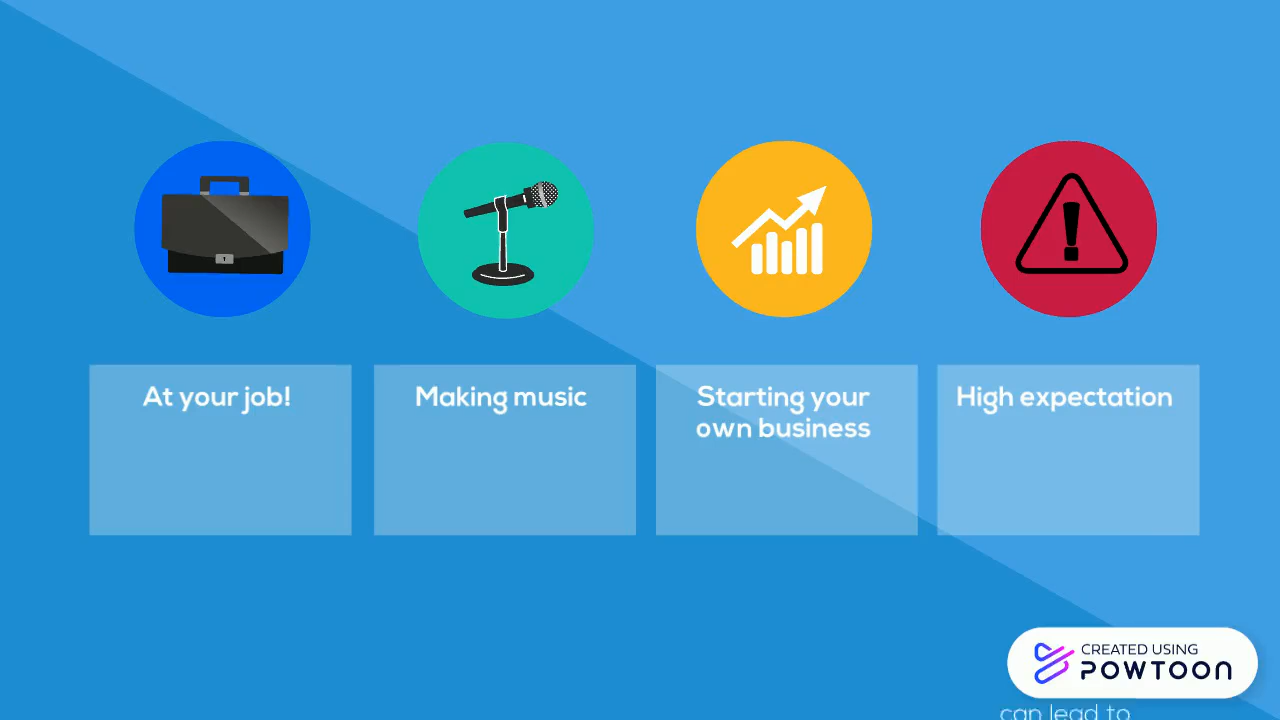 At your job!
Making music
Starting your
own business
High expectation
CREATED USING
POWTOON
can lead to